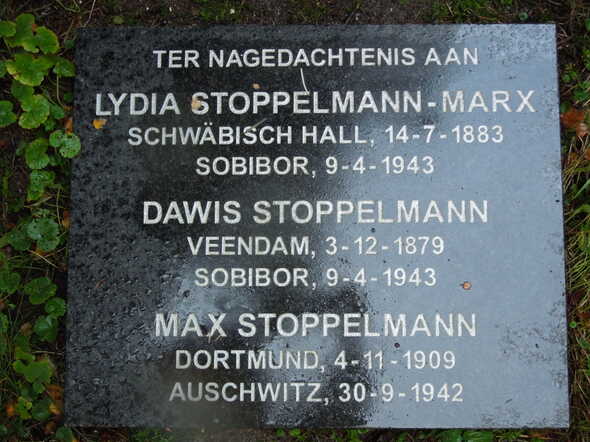 TER NAGEDACHTENIS AAN
LYDIA STOPPELMANN-MARX
SCHWÄBISCH HALL, 14-7-1883
SOBIBOR, 9-4-1943
DAWIS STOPPELMANN
VEENDAM, 3-12-1879
SOBIBOR, 9-4-1943
MAX STOPPELMANN
DORTMUND, 4-11-1909
AUSCHWITZ, 30-9-1942